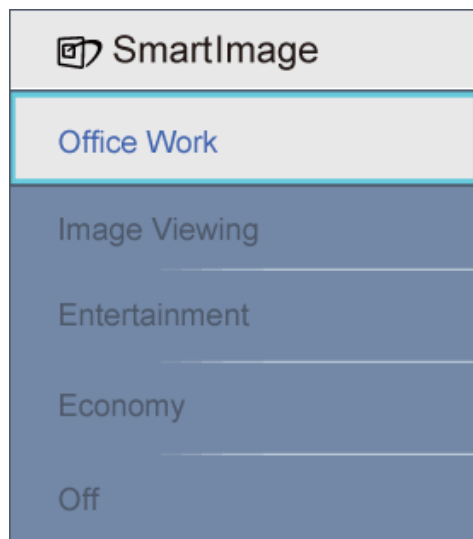 SmartImage
Office Work
Image Viewing
Entertainment
Economy
Off